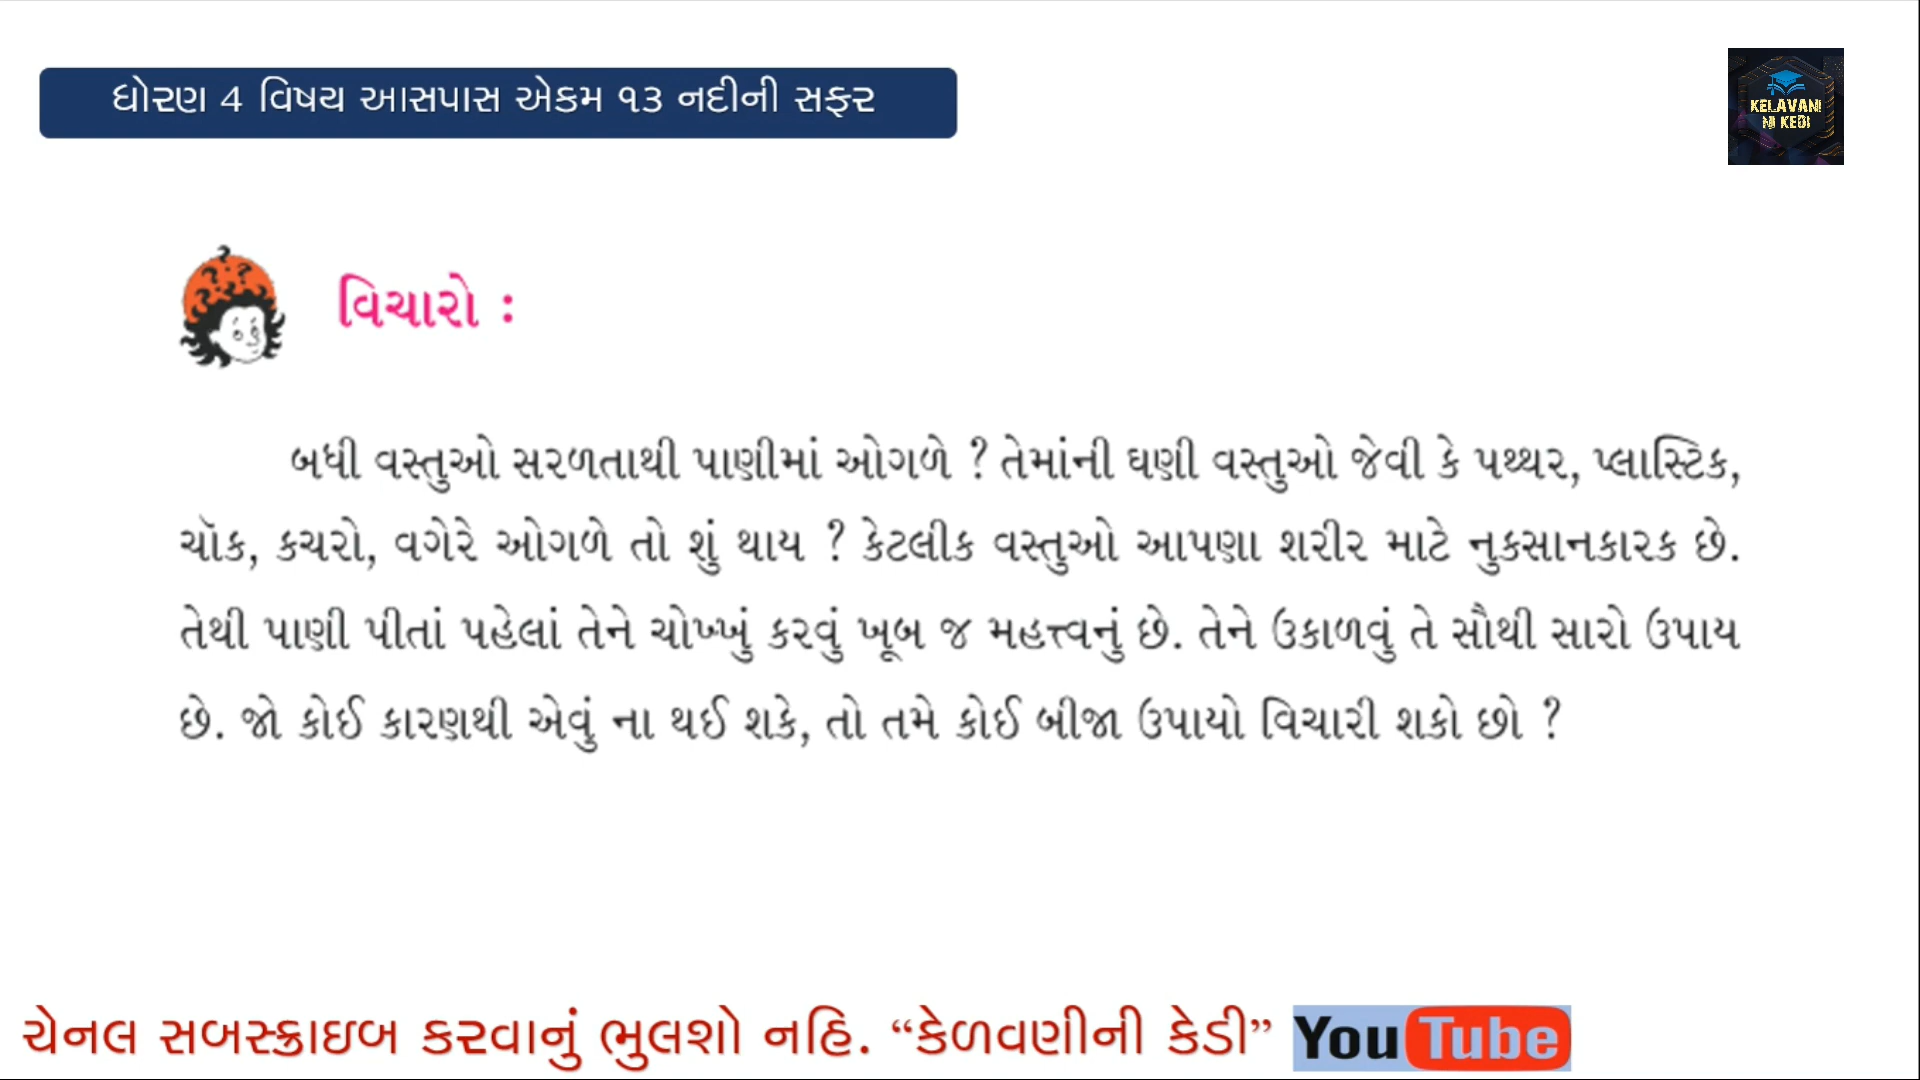 ધોરણ 4 વિષય આસપાસ એકમ ૧૩ નદીની સફર
KELAVANI
NI KEDI
વિચારો :
બધી વસ્તુઓ સરળતાથી પાણીમાં ઓગળે ? તેમાંની ઘણી વસ્તુઓ જેવી કે પથ્થર, પ્લાસ્ટિક,
ચૉક, કચરો, વગેરે ઓગળે તો શું થાય ? કેટલીક વસ્તુઓ આપણા શરીર માટે નુકસાનકારક છે.
તેથી પાણી પીતાં પહેલાં તેને ચોખ્ખું કરવું ખૂબ જ મહત્ત્વનું છે. તેને ઉકાળવું તે સૌથી સારો ઉપાય
છે. જો કોઈ કારણથી એવું ના થઈ શકે, તો તમે કોઈ બીજા ઉપાયો વિચારી શકો છો ?
ચેનલ સબસ્ક્રાઇબ કરવાનું ભુલશો નહિ. “કેળવણીની કેડી” YouTube